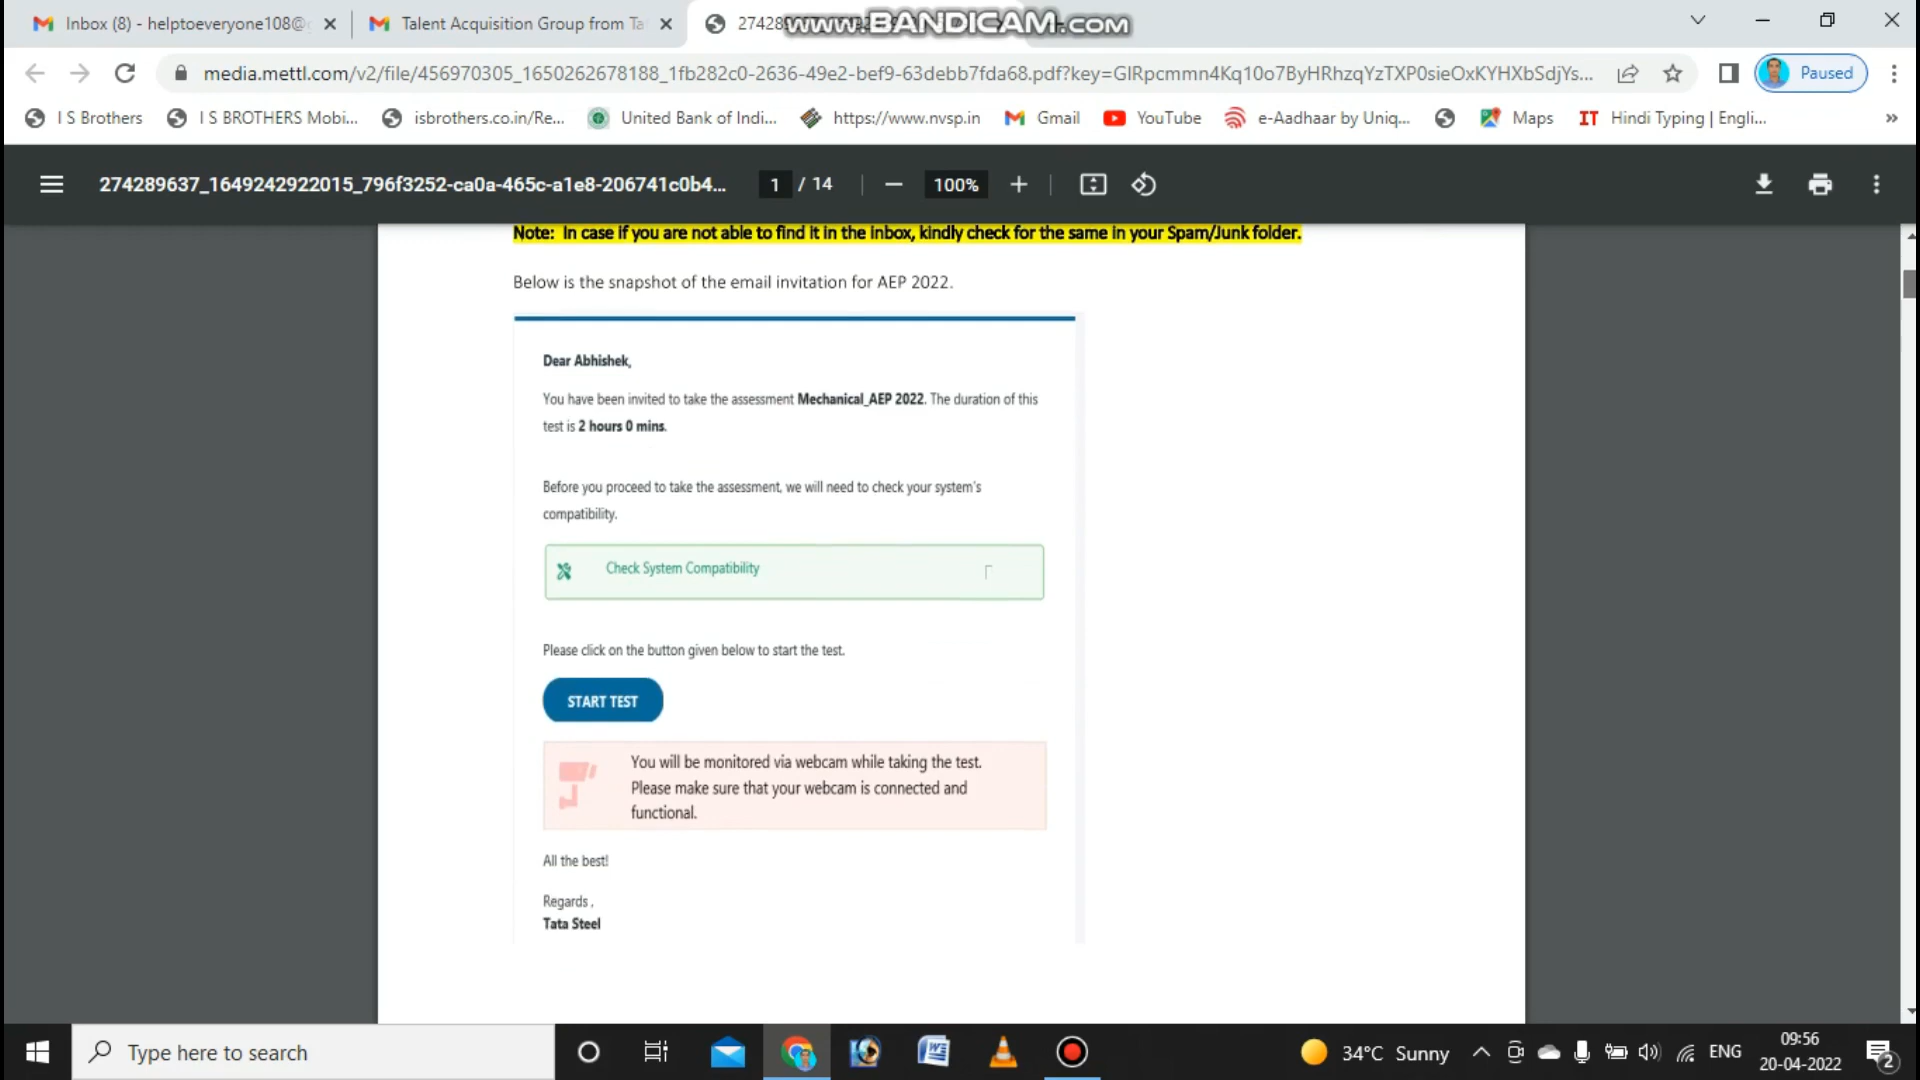 Inbox (8) - helptoeveryone108@
Talent Acquisition Group from Ta
27428
www.BANDICAM.com
media.mettl.com/v2/file/456970305_1650262678188_1fb282c0-2636-49e2-bef9-63debb7fda68.pdf?key=GlRpcmmn4Kq10o7ByHRhzqYzTXP0sieOxKYHXbSdjYs...
Paused
I S Brothers
I S BROTHERS Mobi...
isbrothers.co.in/Re...
United Bank of Indi...
https://www.nvsp.in
Gmail
YouTube
e-Aadhaar by Uniq...
Maps
IT Hindi Typing | Engli...
»
274289637_1649242922015_796f3252-ca0a-465c-a1e8-206741c0b4...
1 / 14
100%
Note: In case if you are not able to find it in the inbox, kindly check for the same in your Spam/Junk folder.
Below is the snapshot of the email invitation for AEP 2022.
Dear Abhishek,
You have been invited to take the assessment Mechanical_AEP 2022. The duration of this
test is 2 hours 0 mins.
Before you proceed to take the assessment, we will need to check your system's
compatibility.
Check System Compatibility
Please click on the button given below to start the test.
START TEST
You will be monitored via webcam while taking the test.
Please make sure that your webcam is connected and
functional.
All the best!
Regards ,
Tata Steel
Type here to search
34°C Sunny
ENG
09:56
20-04-2022
2